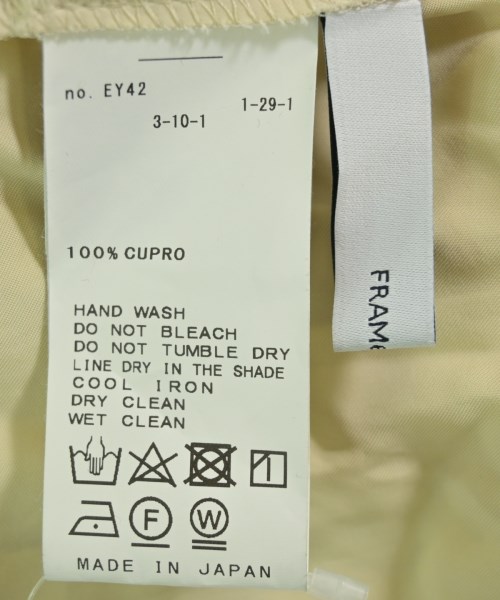 no. EY42
1-29-1
3-10-1
100% CUPRO
HAND WASH
DO NOT BLEACH
DO NOT TUMBLE DRY
LINE DRY IN THE SHADE
COOL IRON
DRY CLEAN
WET CLEAN
F W
MADE IN JAPAN
FRAMe